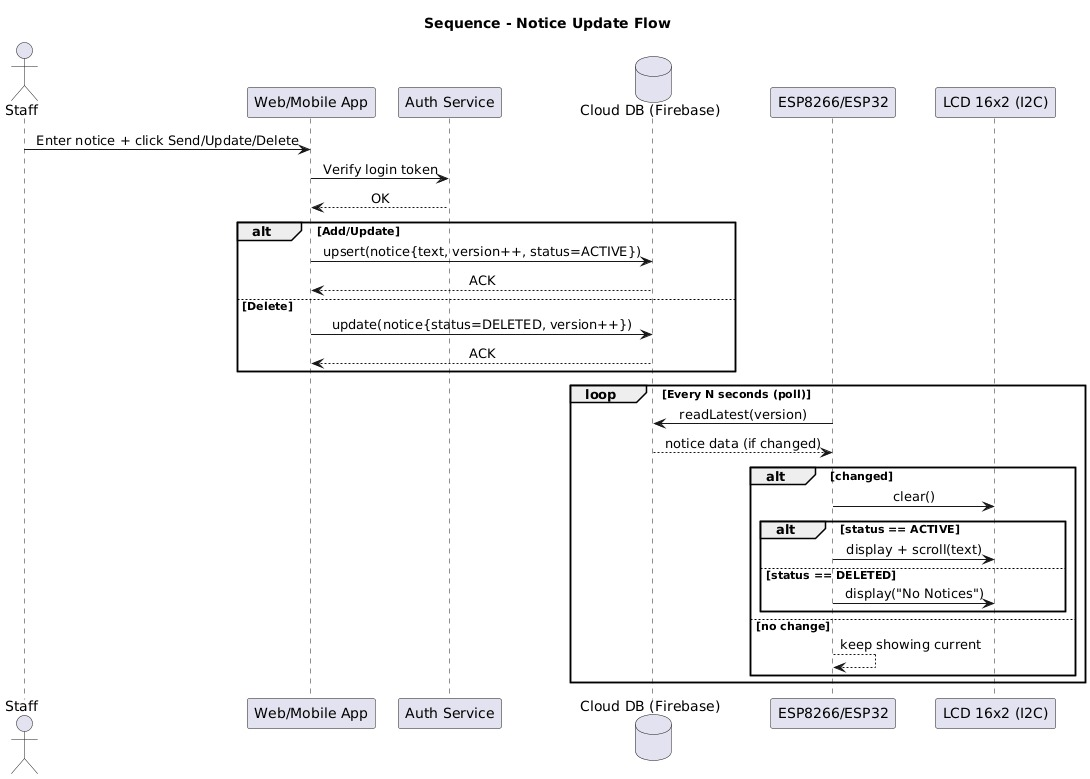 Sequence - Notice Update Flow
Staff
Web/Mobile App
Auth Service
Cloud DB (Firebase)
ESP8266/ESP32
LCD 16x2 (I2C)
Enter notice + click Send/Update/Delete
Verify login token
OK
alt [Add/Update]
upsert(notice{text, version++, status=ACTIVE})
ACK
[Delete]
update(notice{status=DELETED, version++})
ACK
loop [Every N seconds (poll)]
readLatest(version)
notice data (if changed)
alt [changed]
clear()
alt [status == ACTIVE]
display + scroll(text)
[status == DELETED]
display("No Notices")
[no change]
keep showing current
Staff
Web/Mobile App
Auth Service
Cloud DB (Firebase)
ESP8266/ESP32
LCD 16x2 (I2C)